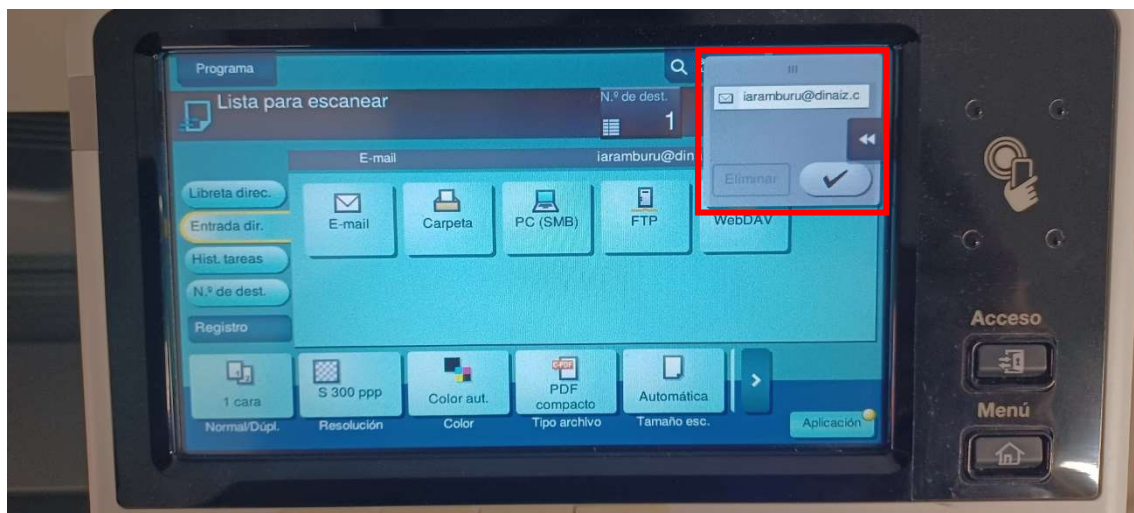 Programa
Lista para escanear
N.º de dest.
1
iaramburu@dinaiz.c
E-mail
iaramburu@din
Eliminar
Libreta direc.
Entrada dir.
Hist. tareas
N.º de dest.
Registro
E-mail
Carpeta
PC (SMB)
FTP
WebDAV
1 cara
S 300 ppp
Color aut.
PDF
compacto
Automática
Normal/Dúpl.
Resolución
Color
Tipo archivo
Tamaño esc.
Aplicación
Acceso
Menú